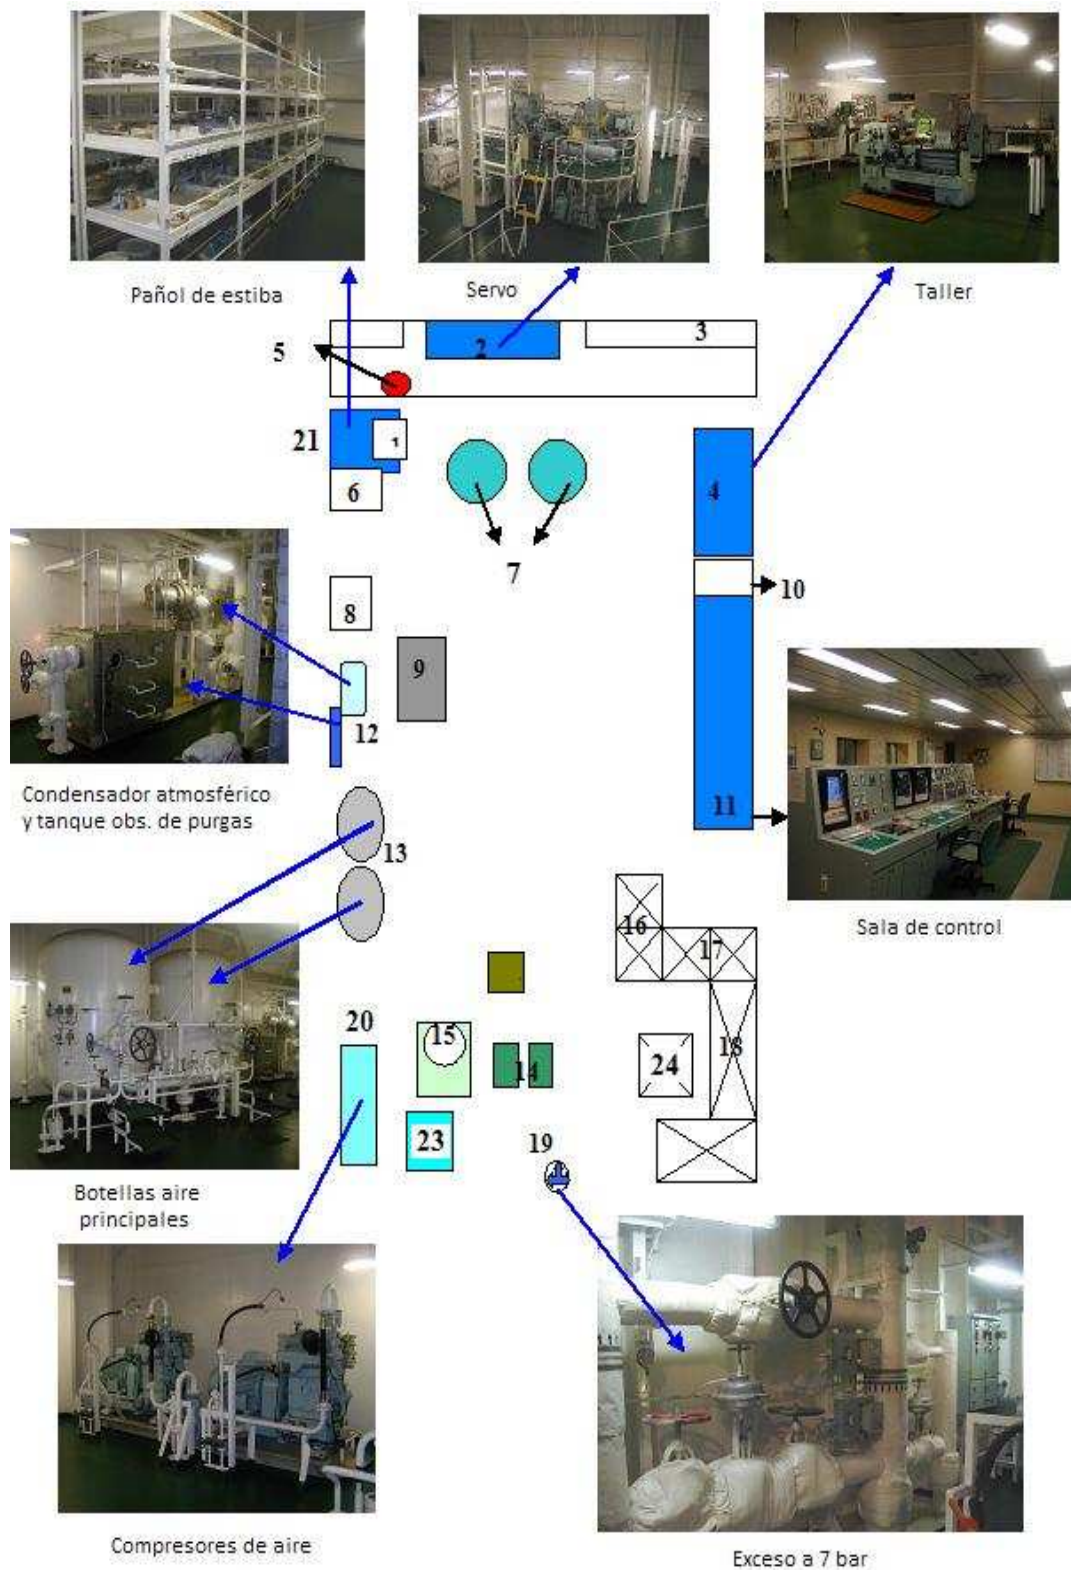 Pañol de estiba
Servo
Taller
5
2
3
21
1
6
4
7
8
10
9
12
Condensador atmosférico
y tanque obs. de purgas
11
13
16
17
Sala de control
20
15
14
24
18
23
19
Botellas aire
principales
Compresores de aire
Exceso a 7 bar